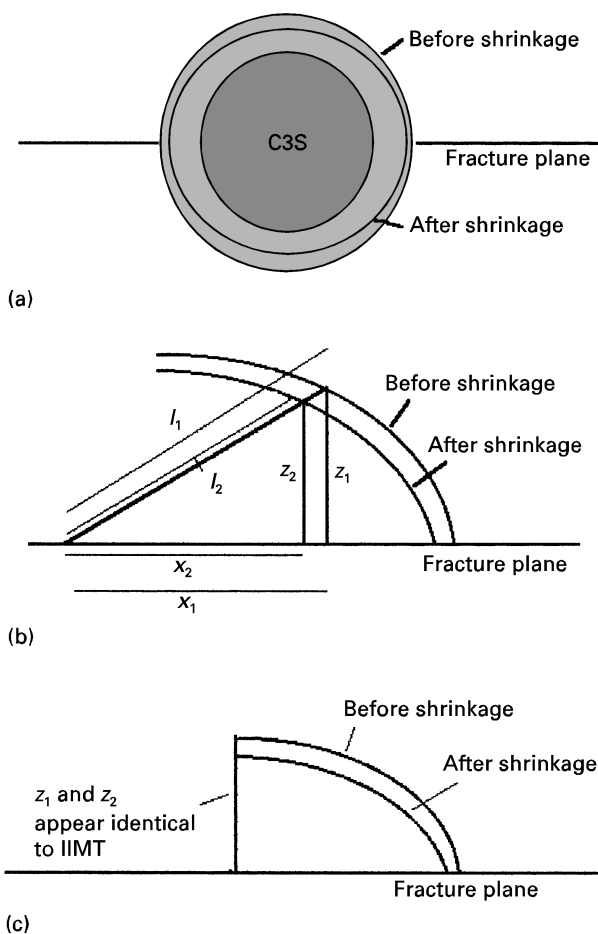 Before shrinkage
C3S
Fracture plane
After shrinkage
(a)
Before shrinkage
l1
After shrinkage
z2 z1
l2
x2
Fracture plane
x1
(b)
Before shrinkage
After shrinkage
z1 and z2
appear identical
to IIMT
Fracture plane
(c)